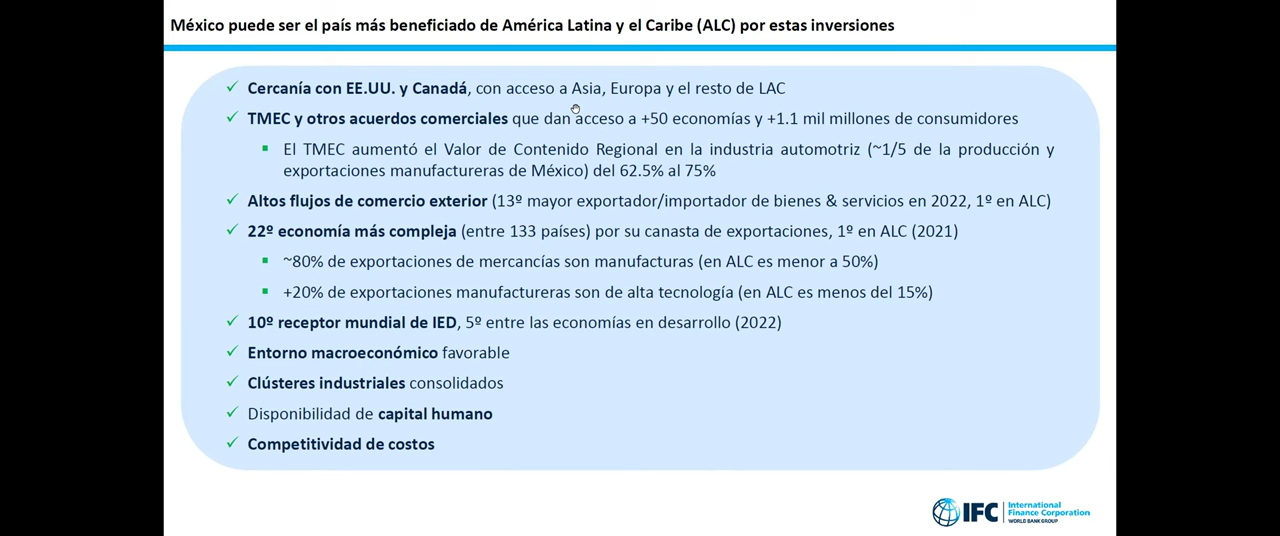 México puede ser el país más beneficiado de América Latina y el Caribe (ALC) por estas inversiones
✓ Cercanía con EE.UU. y Canadá, con acceso a Asia, Europa y el resto de LAC
✓ TMEC y otros acuerdos comerciales que dan acceso a +50 economías y +1.1 mil millones de consumidores
▪ El TMEC aumentó el Valor de Contenido Regional en la industria automotriz (~1/5 de la producción y
exportaciones manufactureras de México) del 62.5% al 75%
✓ Altos flujos de comercio exterior (13º mayor exportador/importador de bienes & servicios en 2022, 1º en ALC)
✓ 22º economía más compleja (entre 133 países) por su canasta de exportaciones, 1º en ALC (2021)
▪ ~80% de exportaciones de mercancías son manufacturas (en ALC es menor a 50%)
▪ +20% de exportaciones manufactureras son de alta tecnología (en ALC es menos del 15%)
✓ 10º receptor mundial de IED, 5º entre las economías en desarrollo (2022)
✓ Entorno macroeconómico favorable
✓ Clústeres industriales consolidados
✓ Disponibilidad de capital humano
✓ Competitividad de costos
IFC
International
Finance Corporation
WORLD BANK GROUP